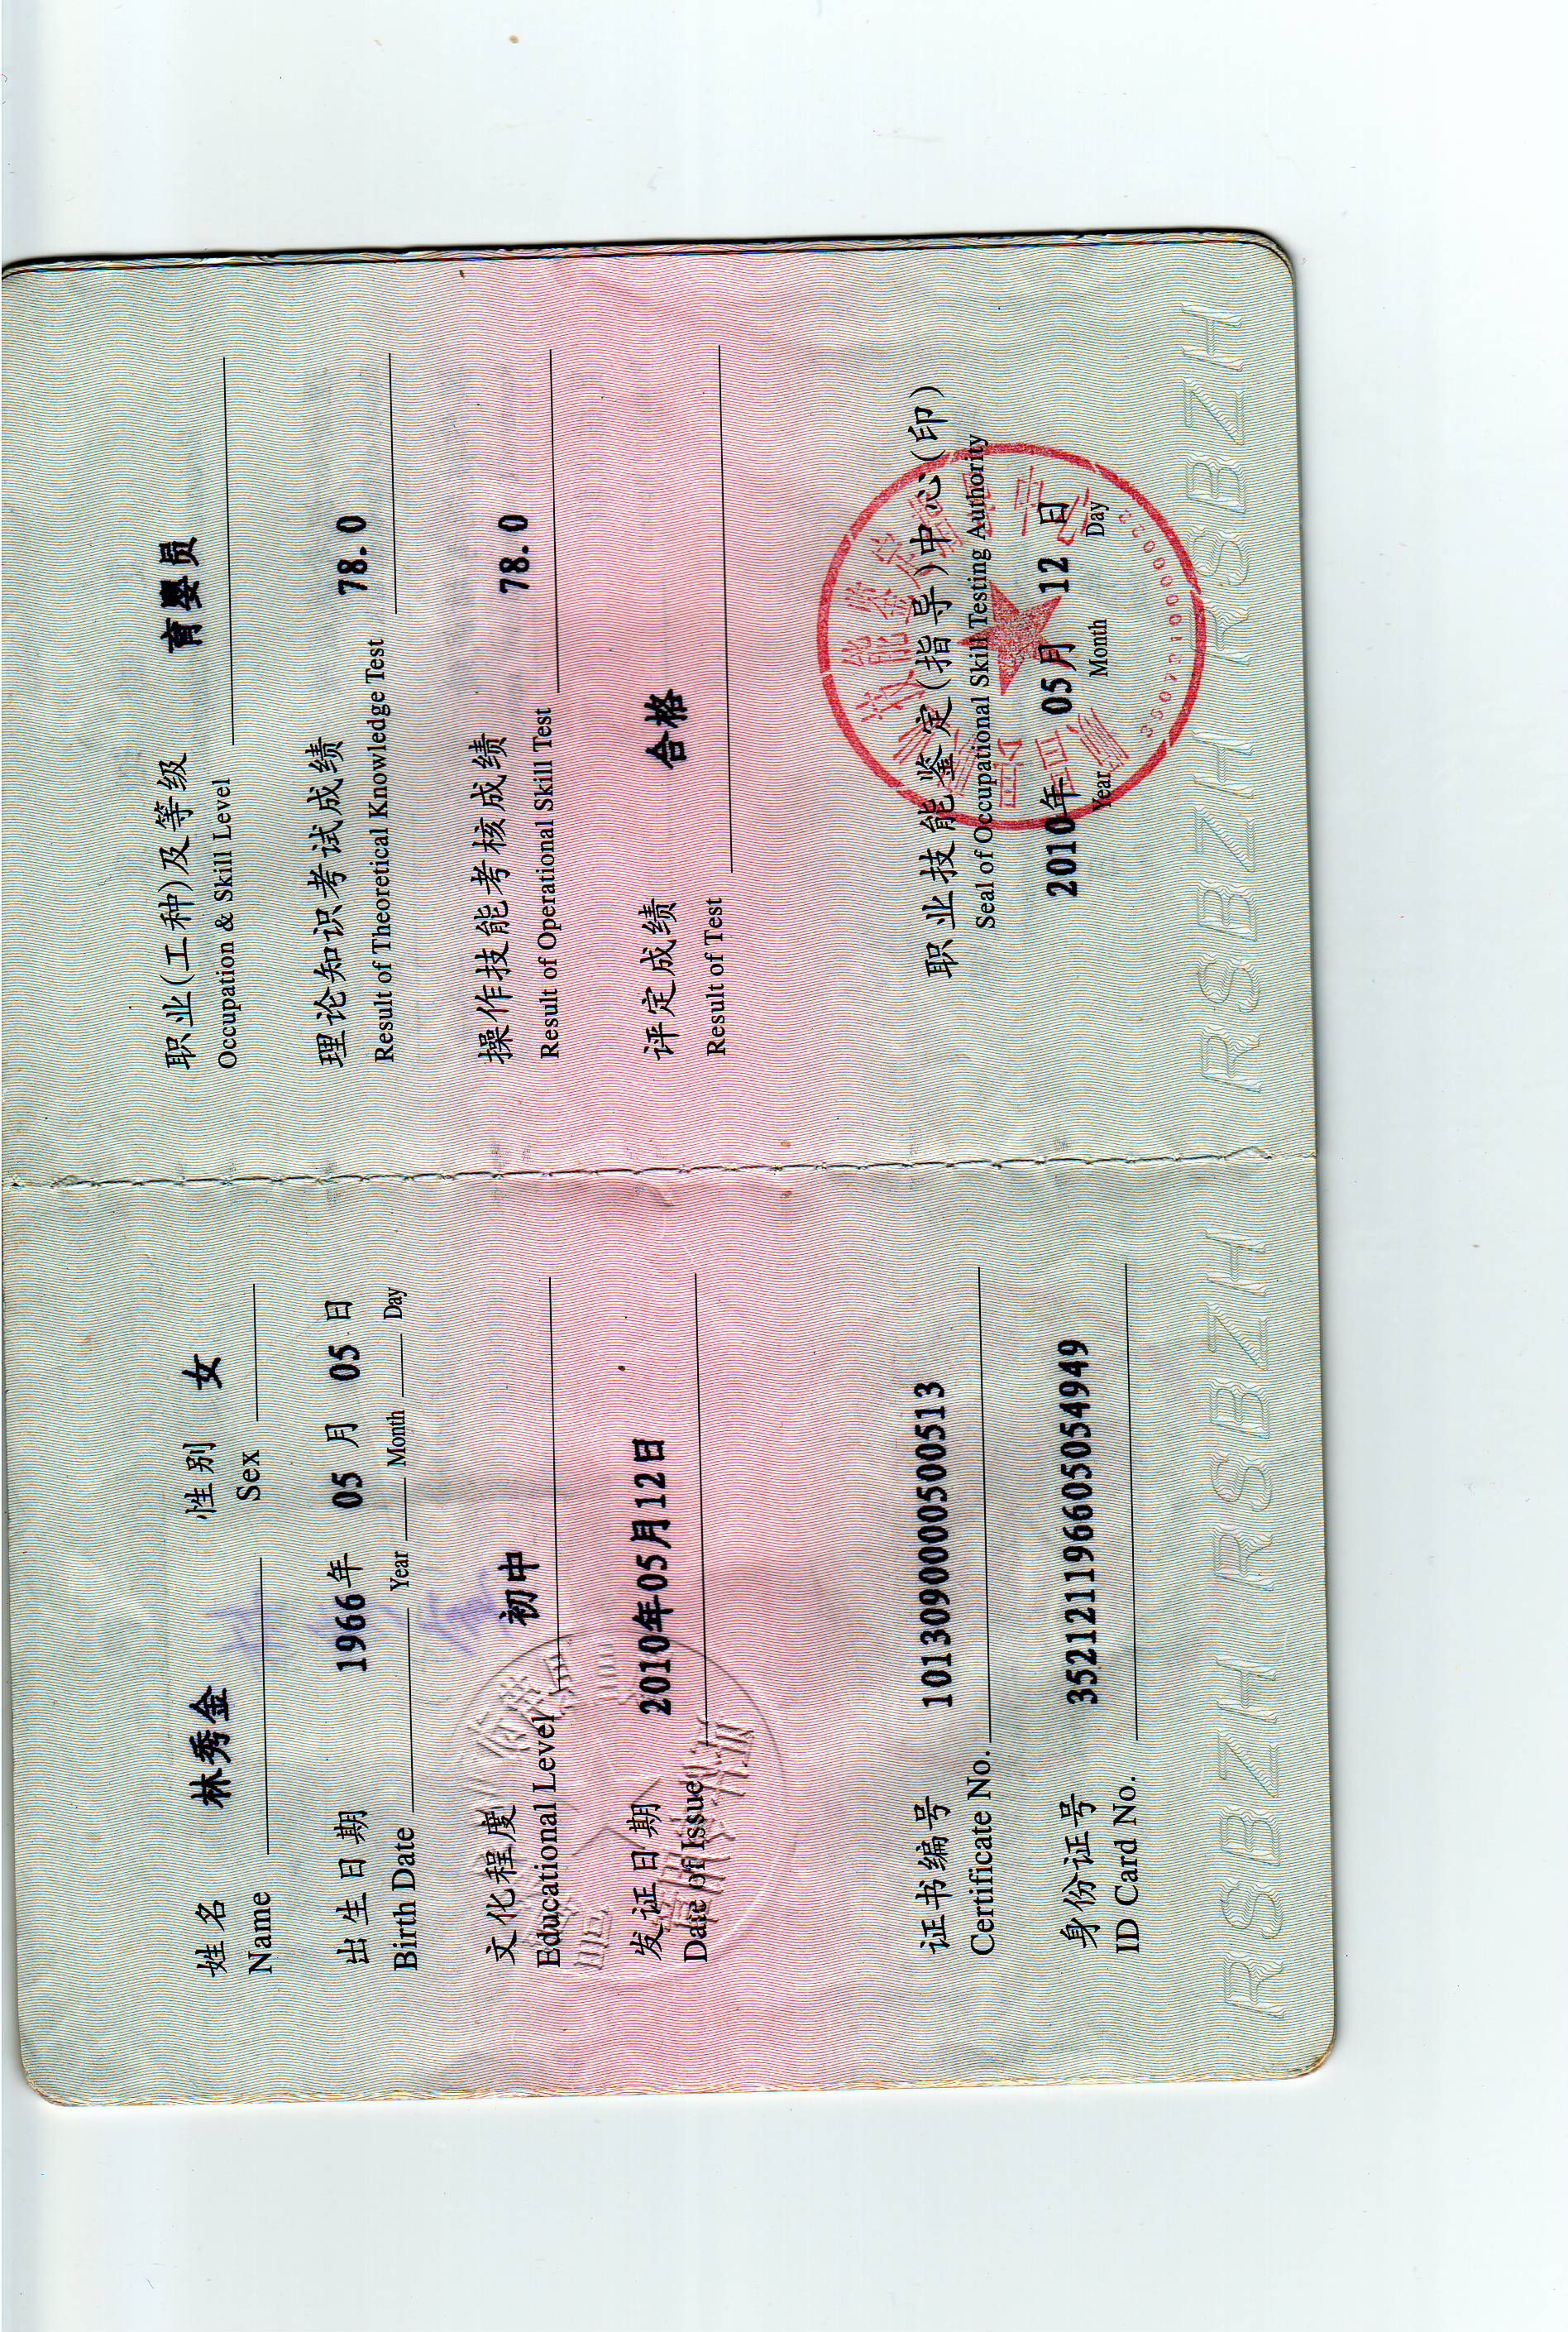 姓名 林秀金 性别 女
Name Sex
出生日期 1966年 05 月 05 日
Birth Date Year Month Day
文化程度 初中
Educational Level
发证日期 2010年05月12日
Date of Issue
证书编号 1013090000500513
Certificate No.
身份证号 352121196605054949
ID Card No.
RSBZH RSBZH
职业(工种)及等级 育婴员
Occupation & Skill Level
理论知识考试成绩 78.0
Result of Theoretical Knowledge Test
操作技能考核成绩 78.0
Result of Operational Skill Test
评定成绩 合格
Result of Test
职业技能鉴定(指导)中心(印)
Seal of Occupational Skill Testing Authority
2010年 05月 12日
Year Month Day
RSBZH RSBZH